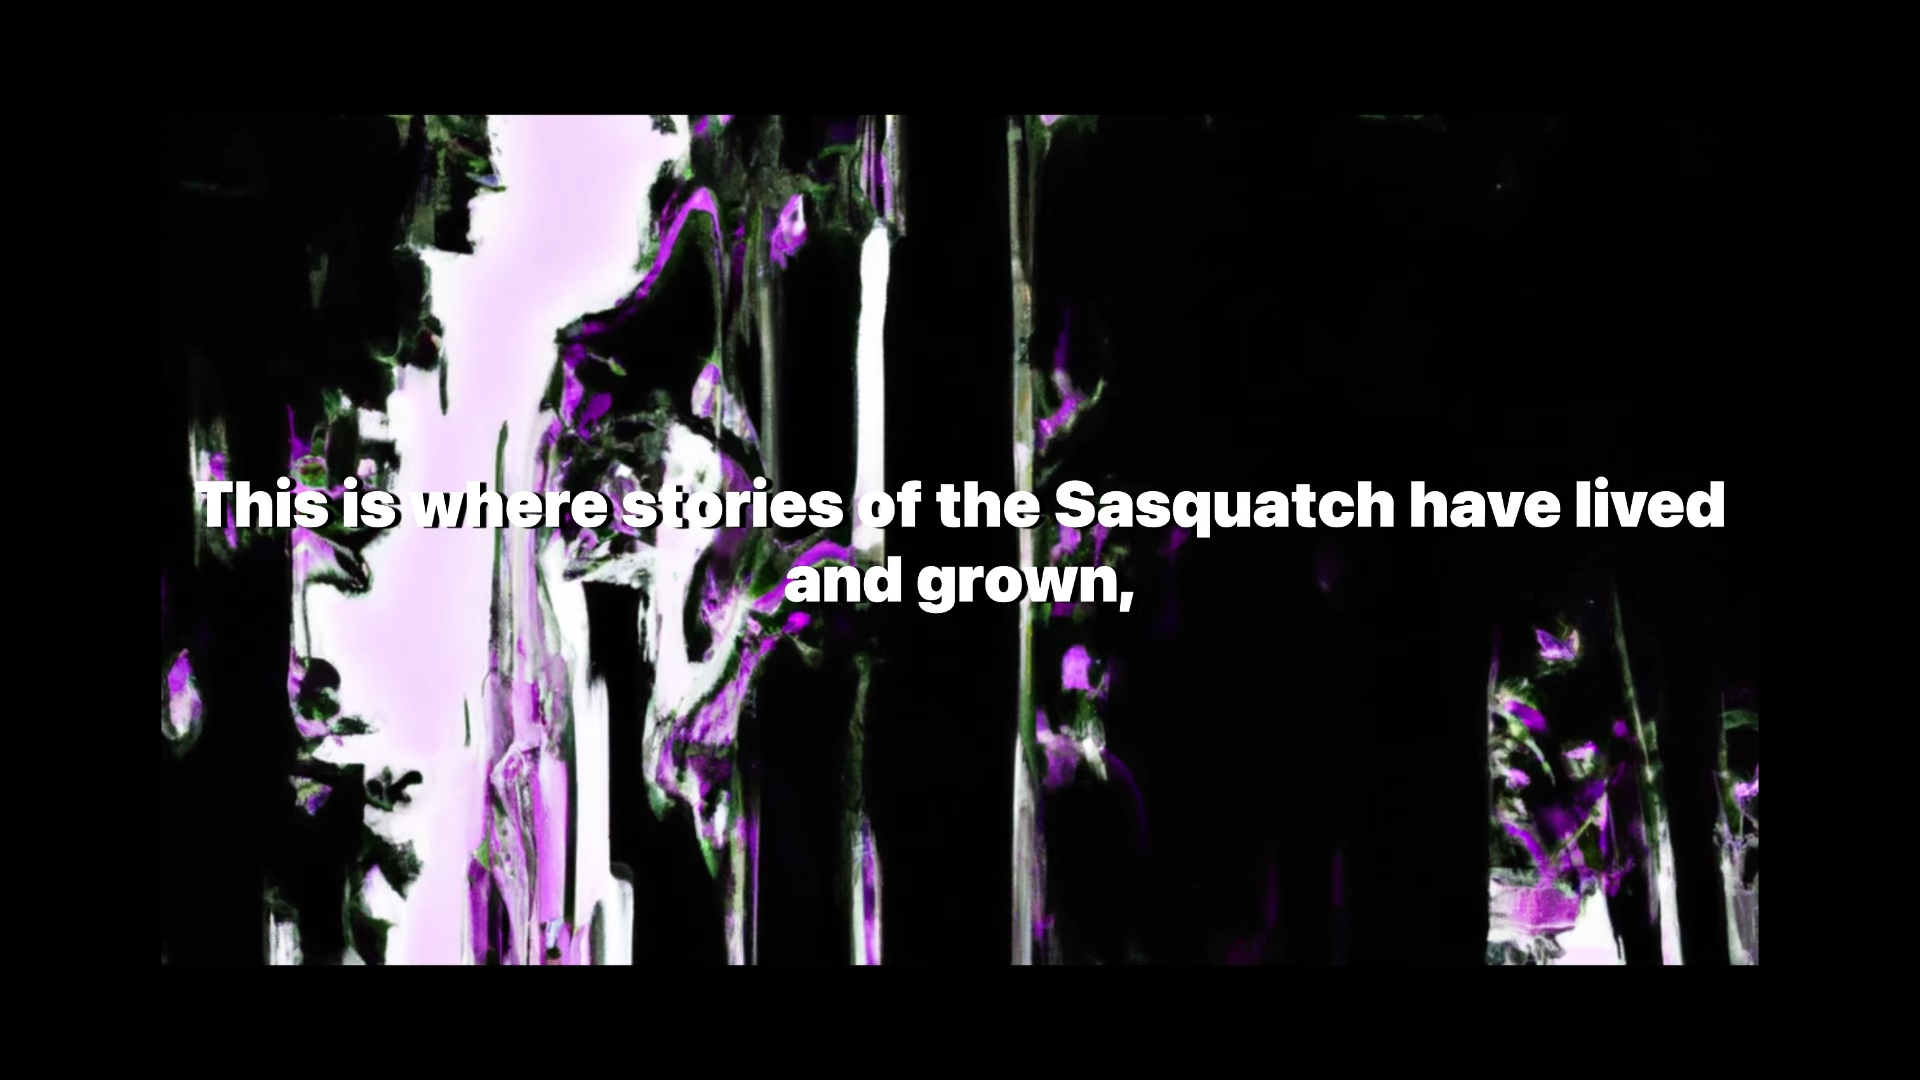 This is where stories of the Sasquatch have lived
and grown,